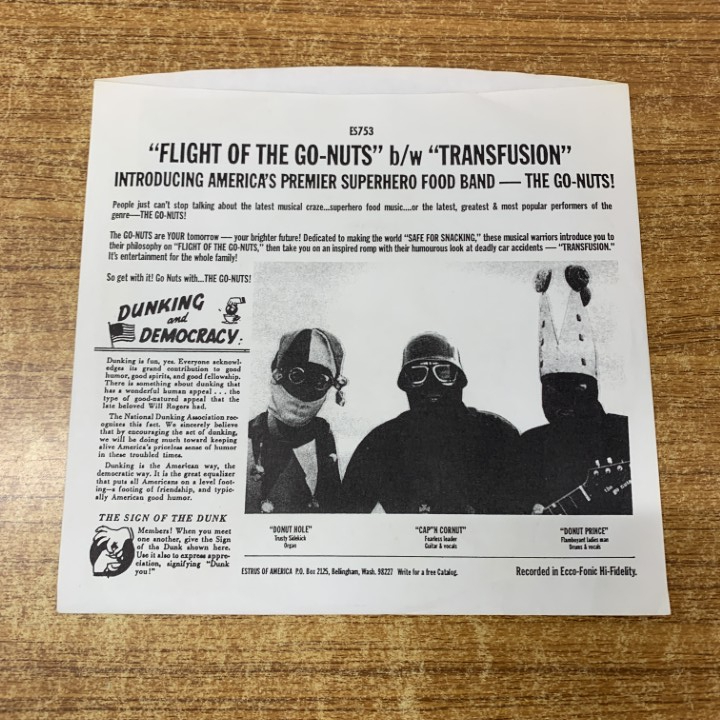 ES753
“FLIGHT OF THE GO-NUTS” b/w “TRANSFUSION”
INTRODUCING AMERICA’S PREMIER SUPERHERO FOOD BAND — THE GO-NUTS!
People just can’t stop talking about the latest musical craze...superhero food music....or the latest, greatest & most popular performers of the
genre—THE GO-NUTS!
The GO-NUTS are YOUR tomorrow — your brighter future! Dedicated to making the world “SAFE FOR SNACKING,” these musical warriors introduce you to
their philosophy on “FLIGHT OF THE GO-NUTS,” then take you on an inspired romp with their humourous look at deadly car accidents — “TRANSFUSION.”
It’s entertainment for the whole family!
So get with it! Go Nuts with...THE GO-NUTS!
DUNKING
and
DEMOCRACY:
Dunking is fun, yes. Everyone acknowl-
edges its grand contribution to good
humor, good spirits, and good fellowship.
There is something about dunking that
has a wonderful human appeal . . . the
type of good-natured appeal that the
late beloved Will Rogers had.
The National Dunking Association rec-
ognizes this fact. We sincerely believe
that by encouraging the act of dunking,
we will be doing much toward keeping
alive America’s priceless sense of humor
in these troubled times.
Dunking is the American way, the
democratic way. It is the great equalizer
that puts all Americans on a level foot-
ing—a footing of friendship, and typic-
ally American good humor.
THE SIGN OF THE DUNK
Members! When you meet
one another, give the Sign
of the Dunk shown here.
Use it also to express appre-
ciation, signifying “Dunk
you!”
“DONUT HOLE”
Trusty Sidekick
Organ
“CAP’N CORNUT”
Fearless leader
Guitar & vocals
“DONUT PRINCE”
Flamboyant ladies man
Drums & vocals
ESTRUS OF AMERICA P.O. Box 2125, Bellingham, Wash. 98227 Write for a free Catalog.
Recorded in Ecco-Fonic Hi-Fidelity.